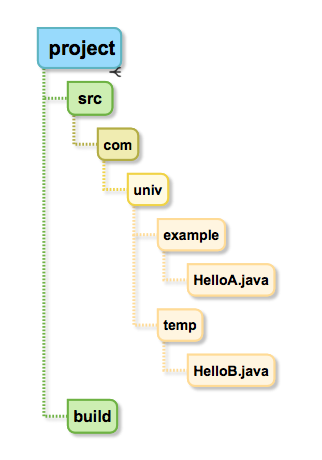 project
src
com
univ
example
HelloA.java
temp
HelloB.java
build